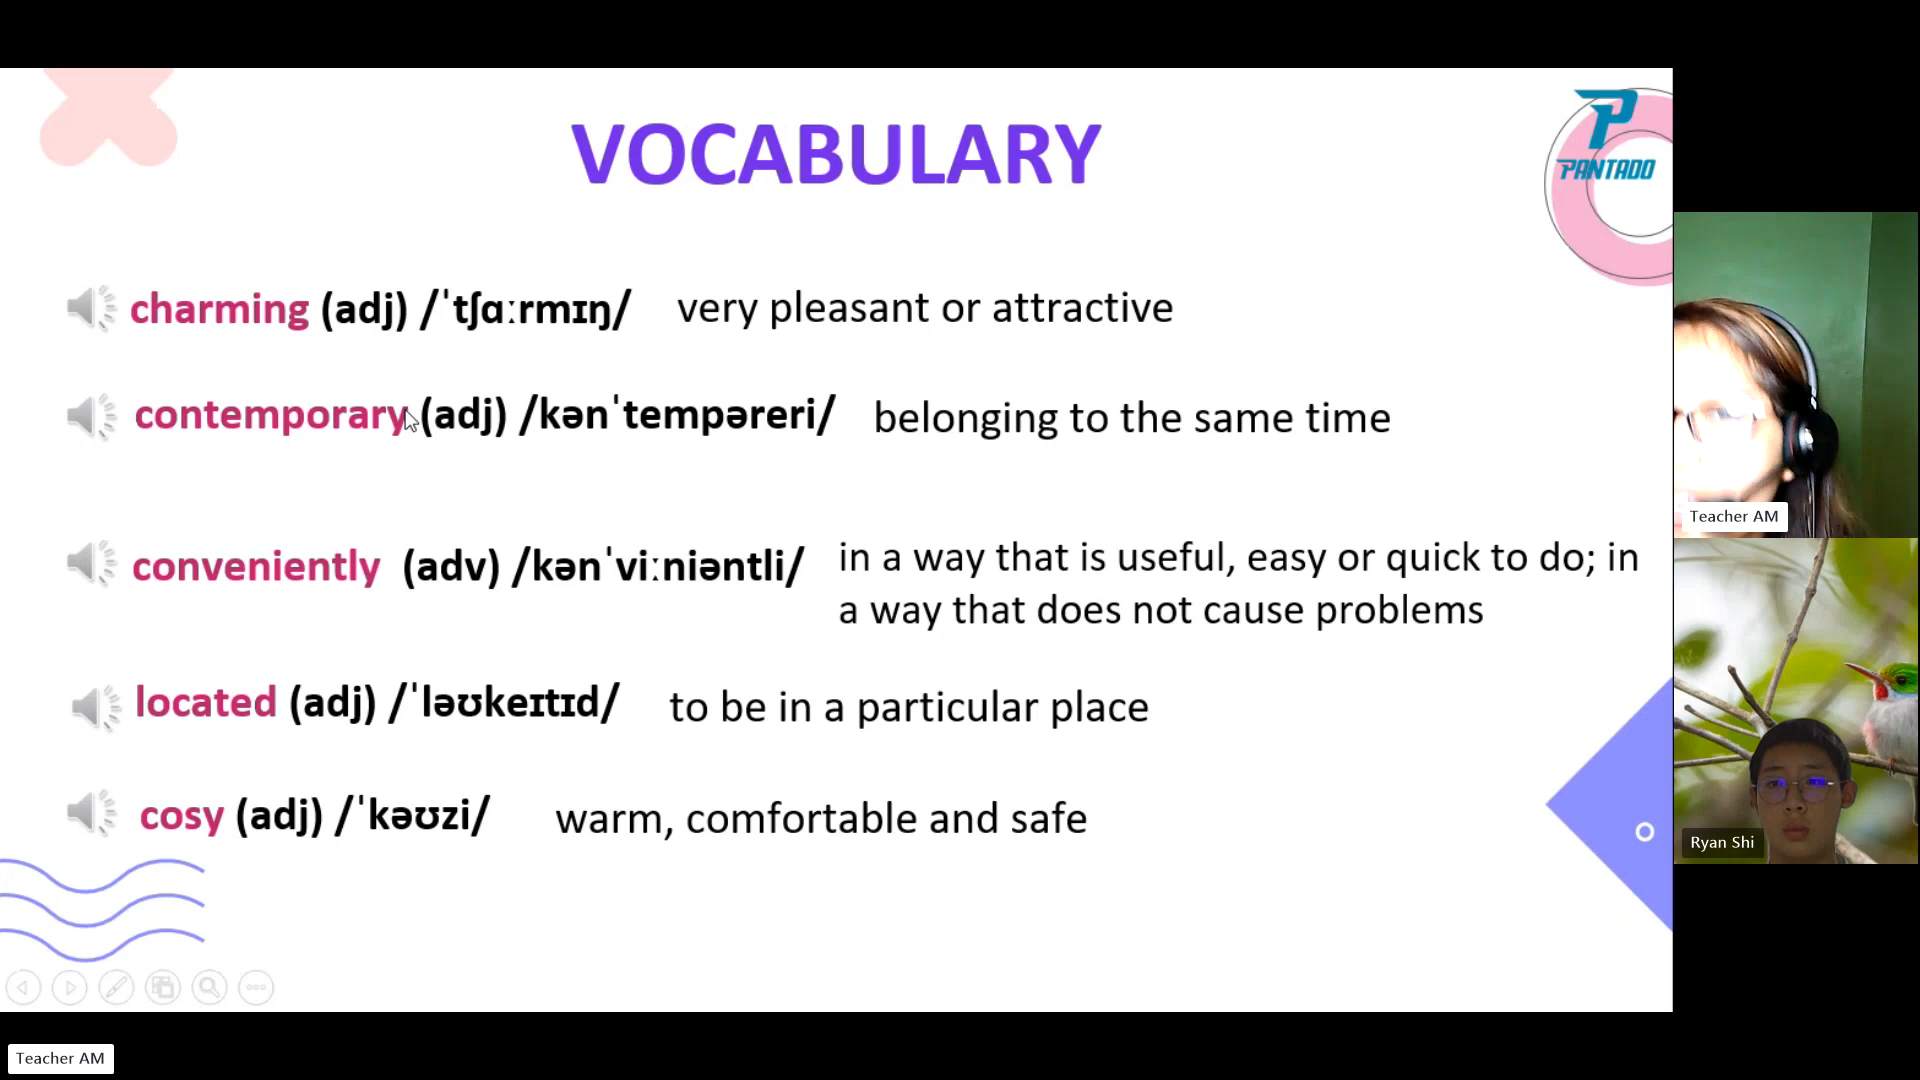 VOCABULARY
PANTADO
charming (adj) /ˈtʃɑːrmɪŋ/ very pleasant or attractive
contemporary (adj) /kənˈtempəreri/ belonging to the same time
conveniently (adv) /kənˈviːniəntli/ in a way that is useful, easy or quick to do; in
a way that does not cause problems
located (adj) /ˈləʊkeɪtɪd/ to be in a particular place
cosy (adj) /ˈkəʊzi/ warm, comfortable and safe
Teacher AM
Ryan Shi
Teacher AM